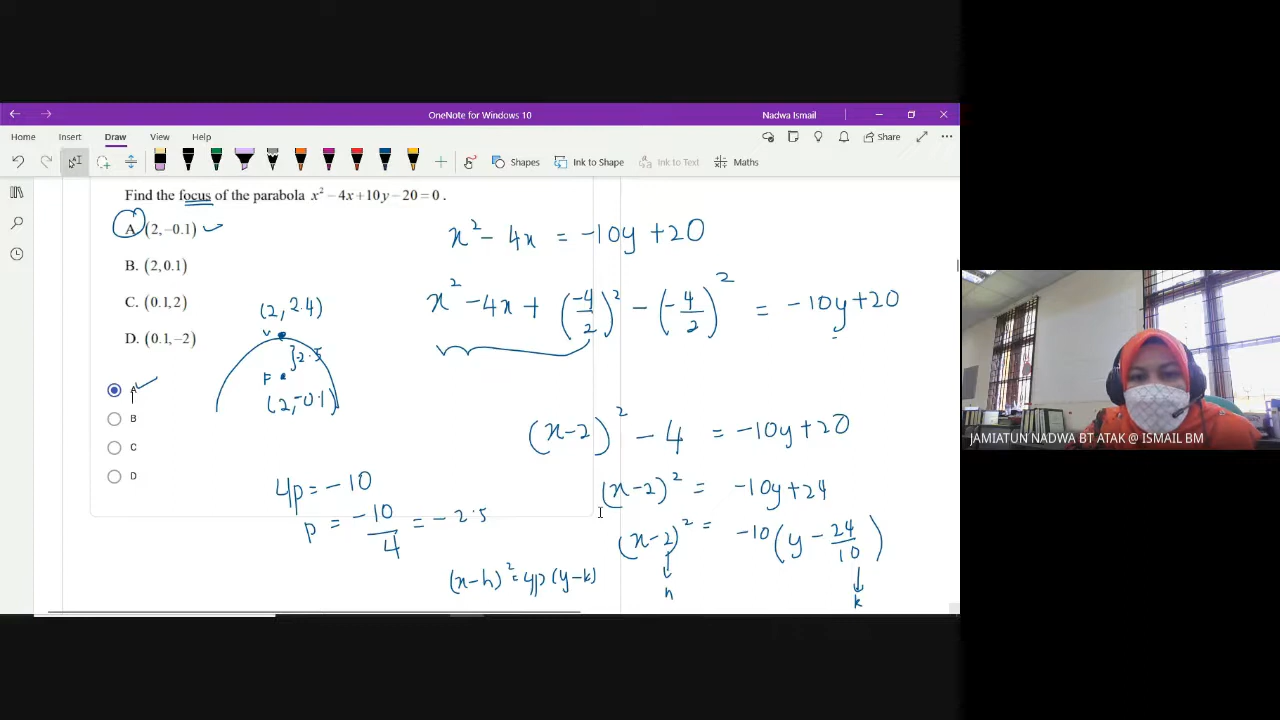 OneNote for Windows 10
Nadwa Ismail
Home Insert Draw View Help
Share
Shapes Ink to Shape Ink to Text Maths
Find the focus of the parabola x² − 4x + 10y − 20 = 0.
A. (2, −0.1)
B. (2, 0.1)
C. (0.1, 2)
D. (0.1, −2)
A
B
C
D
(2, 2.4)
V
}2.5
F
(2, -0.1)
4p = -10
p = -10/4 = -2.5
x² - 4x = -10y + 20
x² - 4x + (-4/2)² - (-4/2)² = -10y + 20
(x-2)² - 4 = -10y + 20
(x-2)² = -10y + 24
(x-2)² = -10(y - 24/10)
h k
(x-h)² = 4p(y-k)
JAMIATUN NADWA BT ATAK @ ISMAIL BM